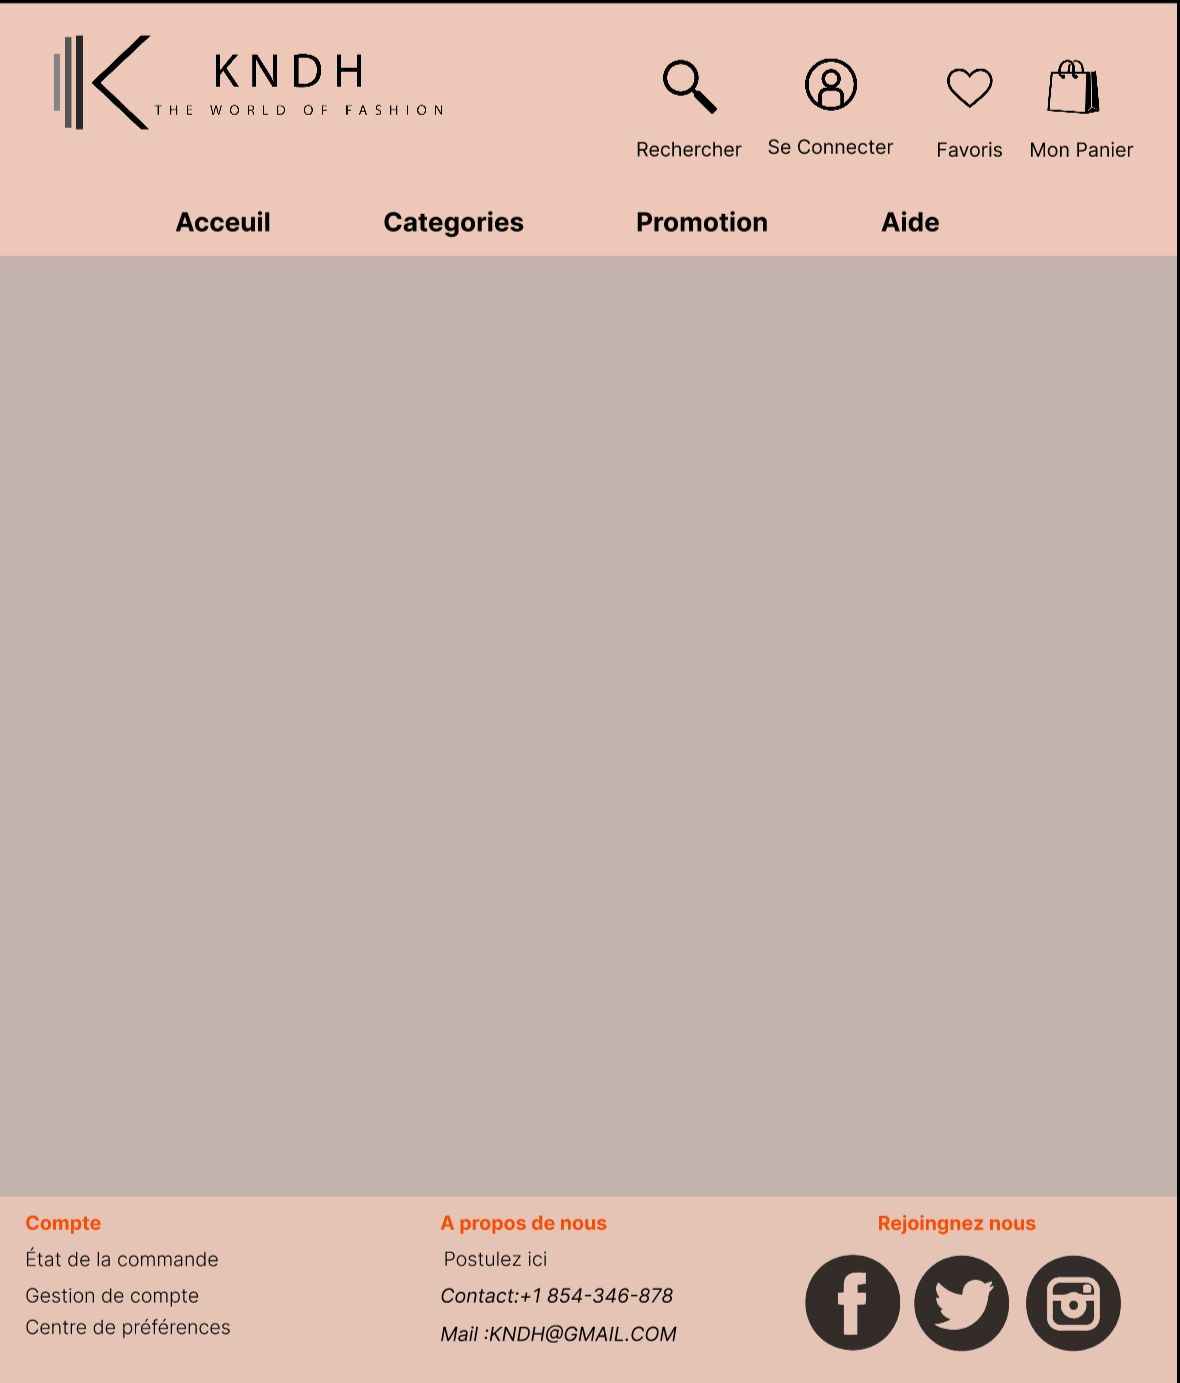 KNDH
THE WORLD OF FASHION
Rechercher
Se Connecter
Favoris
Mon Panier
Acceuil
Categories
Promotion
Aide
Compte
État de la commande
Gestion de compte
Centre de préférences
A propos de nous
Postulez ici
Contact:+1 854-346-878
Mail :KNDH@GMAIL.COM
Rejoingnez nous